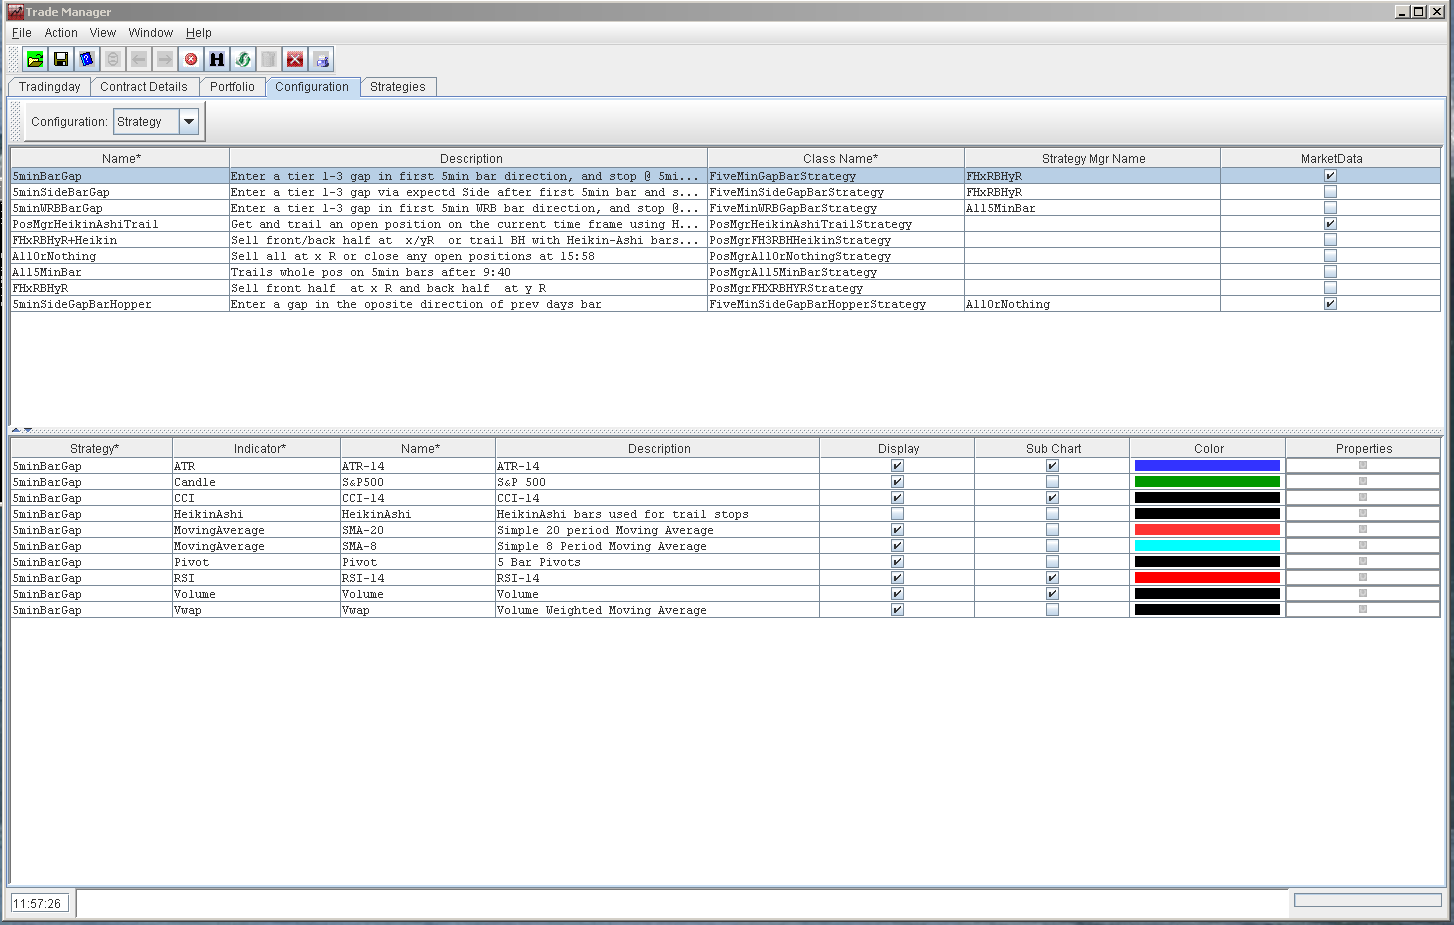 Trade Manager
File Action View Window Help
Tradingday Contract Details Portfolio Configuration Strategies
Configuration: Strategy
Name* Description Class Name* Strategy Mgr Name MarketData
5minBarGap Enter a tier 1-3 gap in first 5min bar direction, and stop @ 5mi... FiveMinGapBarStrategy FHxRBHyR
5minSideBarGap Enter a tier 1-3 gap via expectd Side after first 5min bar and s... FiveMinSideGapBarStrategy FHxRBHyR
5minWRBBarGap Enter a tier 1-3 gap in first 5min WRB bar direction, and stop @... FiveMinWRBGapBarStrategy All5MinBar
PosMgrHeikinAshiTrail Get and trail an open position on the current time frame using H... PosMgrHeikinAshiTrailStrategy
FHxRBHyR+Heikin Sell front/back half at x/yR or trail BH with Heikin-Ashi bars... PosMgrFH3RBHHeikinStrategy
AllOrNothing Sell all at x R or close any open positions at 15:58 PosMgrAllOrNothingStrategy
All5MinBar Trails whole pos on 5min bars after 9:40 PosMgrAll5MinBarStrategy
FHxRBHyR Sell front half at x R and back half at y R PosMgrFHXRBHYRStrategy
5minSideGapBarHopper Enter a gap in the oposite direction of prev days bar FiveMinSideGapBarHopperStrategy AllOrNothing
Strategy* Indicator* Name* Description Display Sub Chart Color Properties
5minBarGap ATR ATR-14 ATR-14
5minBarGap Candle S&P500 S&P 500
5minBarGap CCI CCI-14 CCI-14
5minBarGap HeikinAshi HeikinAshi HeikinAshi bars used for trail stops
5minBarGap MovingAverage SMA-20 Simple 20 period Moving Average
5minBarGap MovingAverage SMA-8 Simple 8 Period Moving Average
5minBarGap Pivot Pivot 5 Bar Pivots
5minBarGap RSI RSI-14 RSI-14
5minBarGap Volume Volume Volume
5minBarGap Vwap Vwap Volume Weighted Moving Average
11:57:26